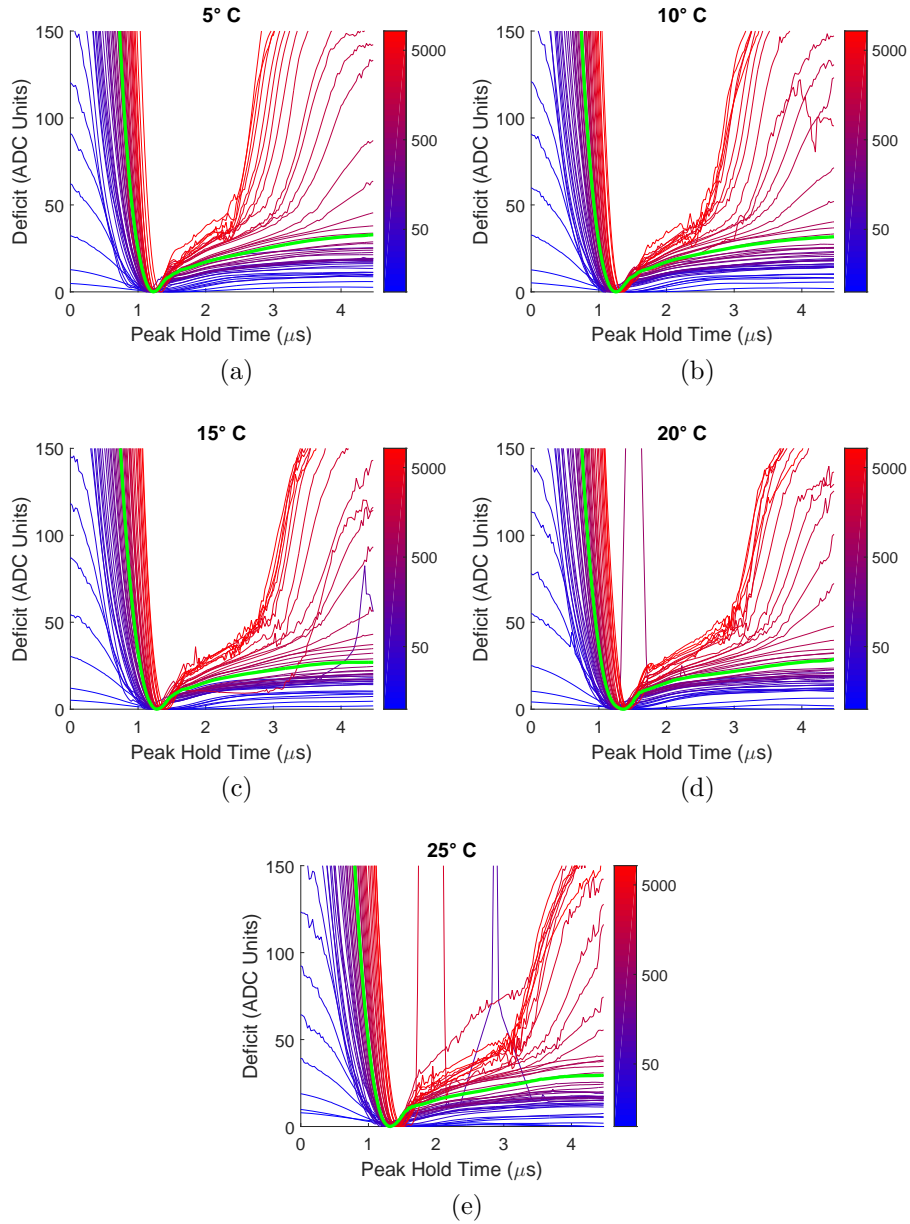 5° C
150
100
50
0
Deficit (ADC Units)
0 1 2 3 4
Peak Hold Time (μs)
5000
500
50
(a)
10° C
150
100
50
0
Deficit (ADC Units)
0 1 2 3 4
Peak Hold Time (μs)
5000
500
50
(b)
15° C
150
100
50
0
Deficit (ADC Units)
0 1 2 3 4
Peak Hold Time (μs)
5000
500
50
(c)
20° C
150
100
50
0
Deficit (ADC Units)
0 1 2 3 4
Peak Hold Time (μs)
5000
500
50
(d)
25° C
150
100
50
0
Deficit (ADC Units)
0 1 2 3 4
Peak Hold Time (μs)
5000
500
50
(e)